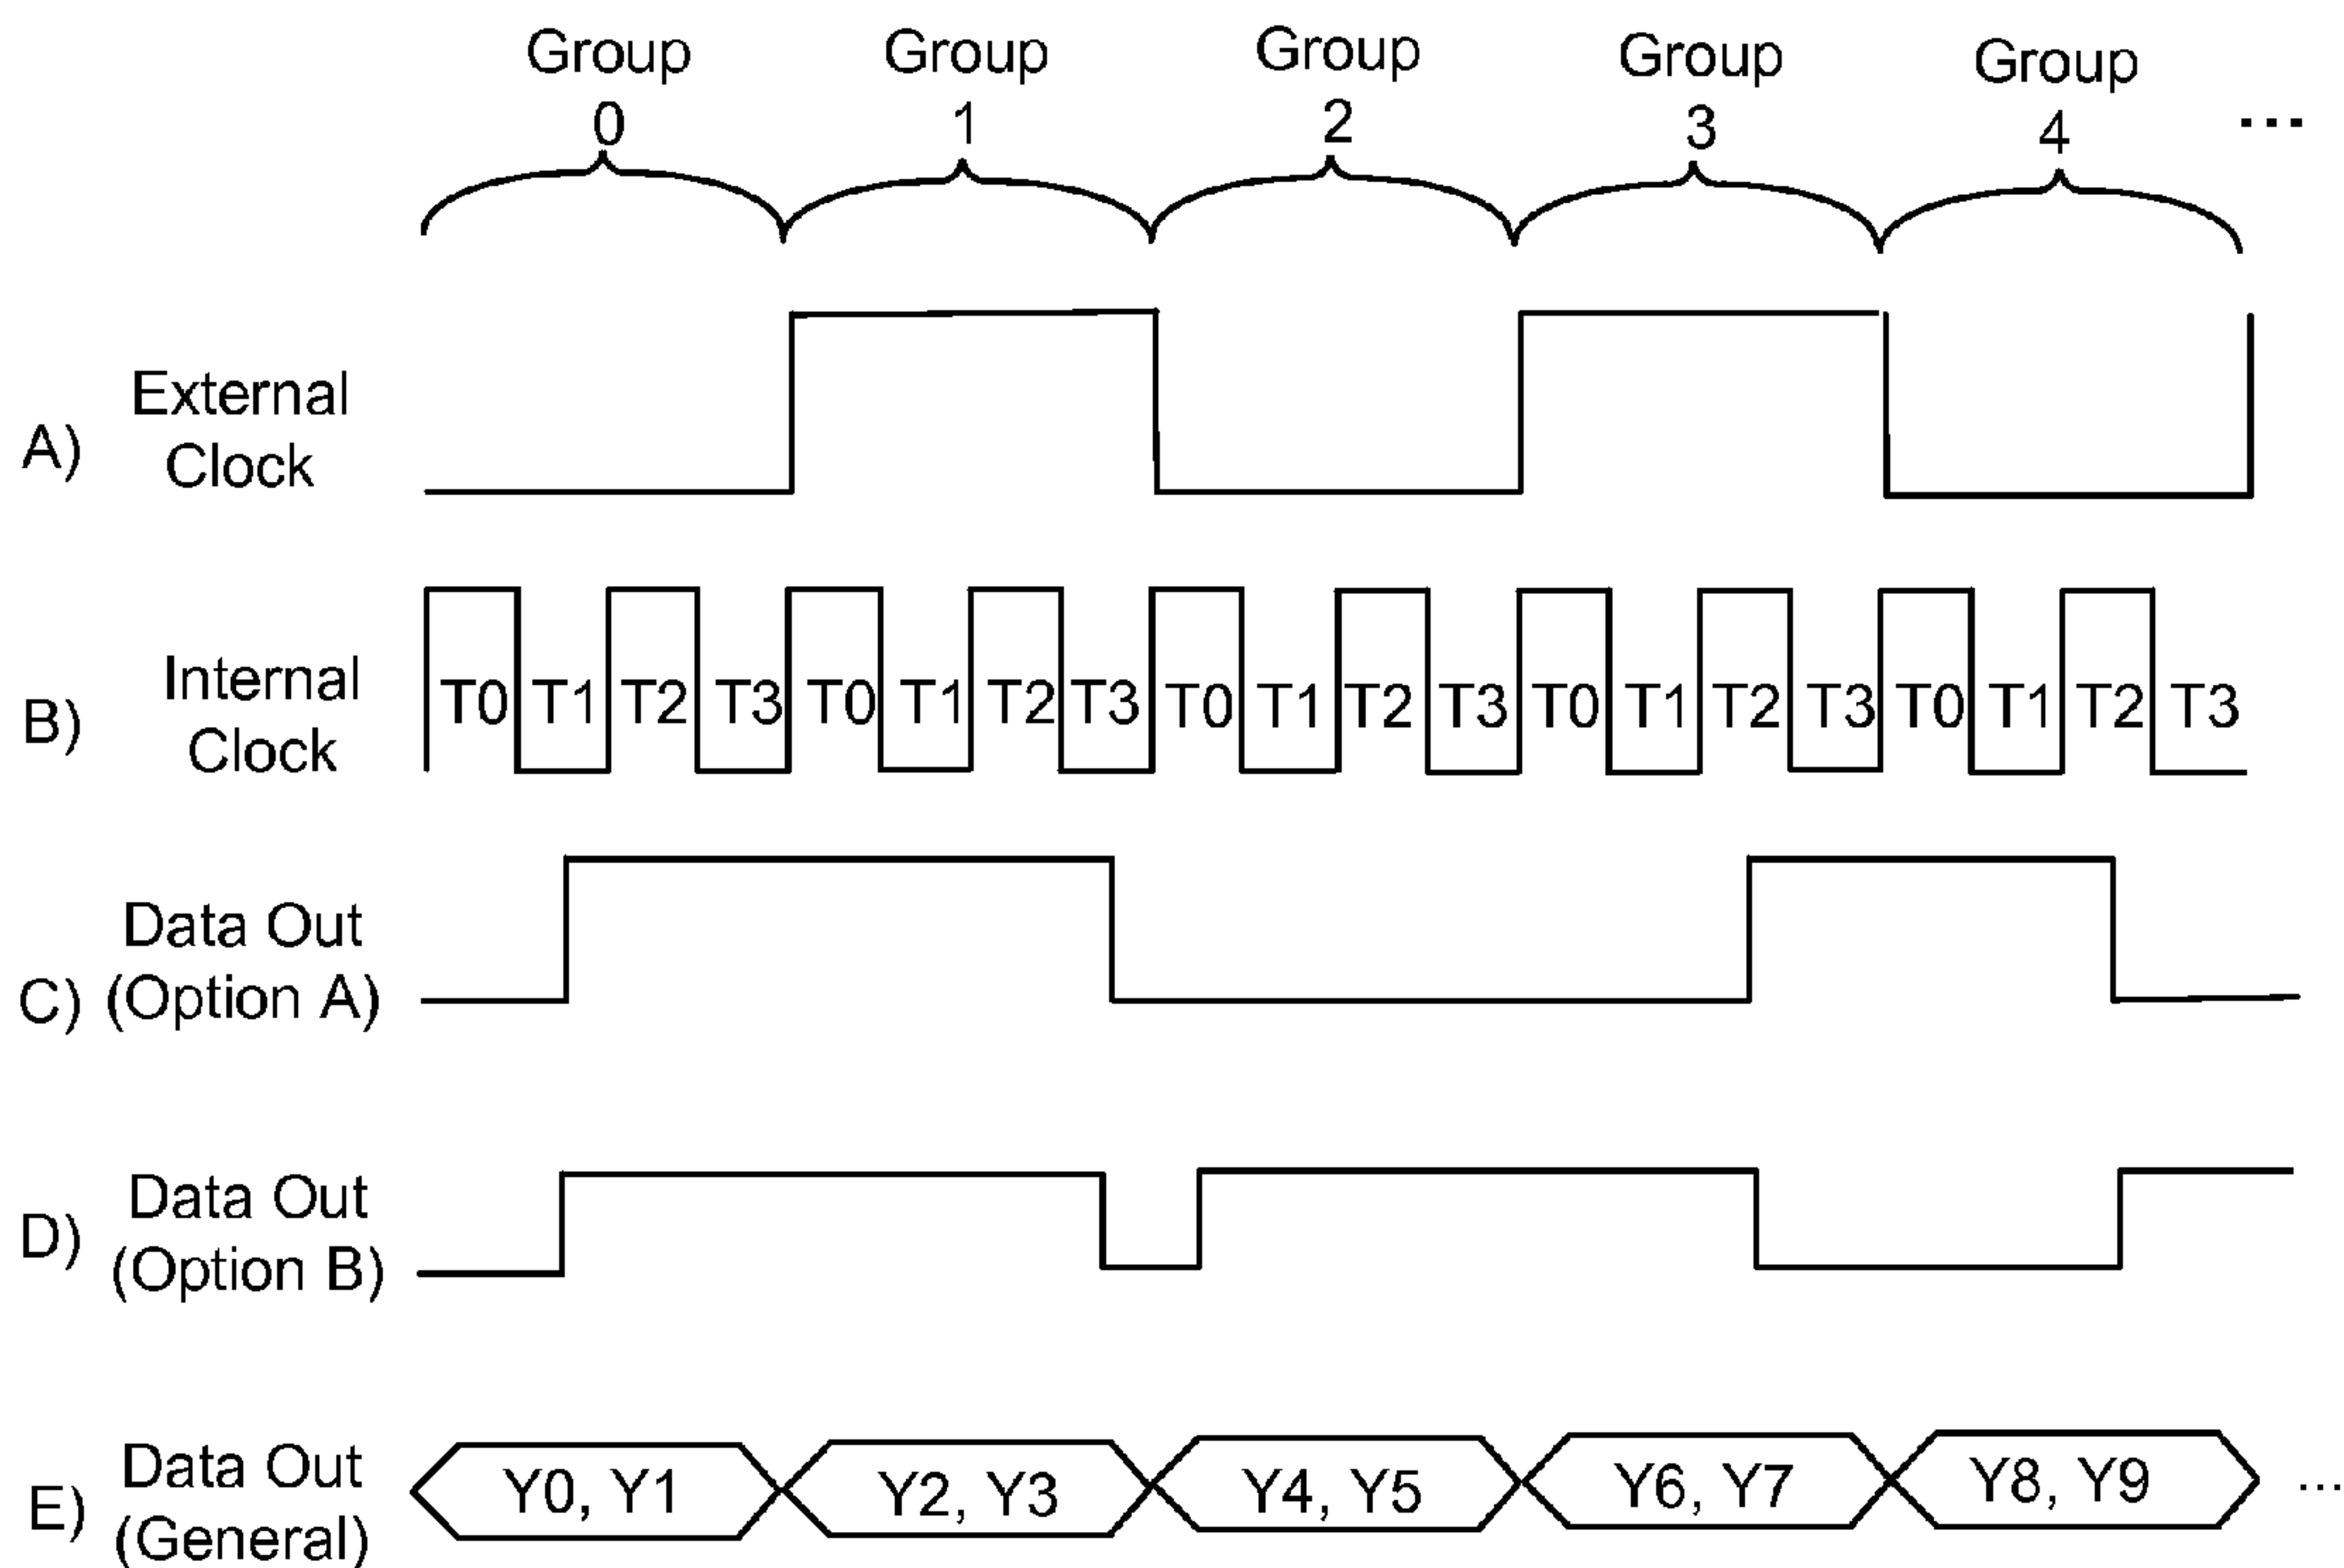 Group Group Group Group Group
0 1 2 3 4 ...
A) External Clock
B) Internal Clock
T0 T1 T2 T3 T0 T1 T2 T3 T0 T1 T2 T3 T0 T1 T2 T3 T0 T1 T2 T3
C) Data Out (Option A)
D) Data Out (Option B)
E) Data Out (General)
Y0, Y1 Y2, Y3 Y4, Y5 Y6, Y7 Y8, Y9 ...